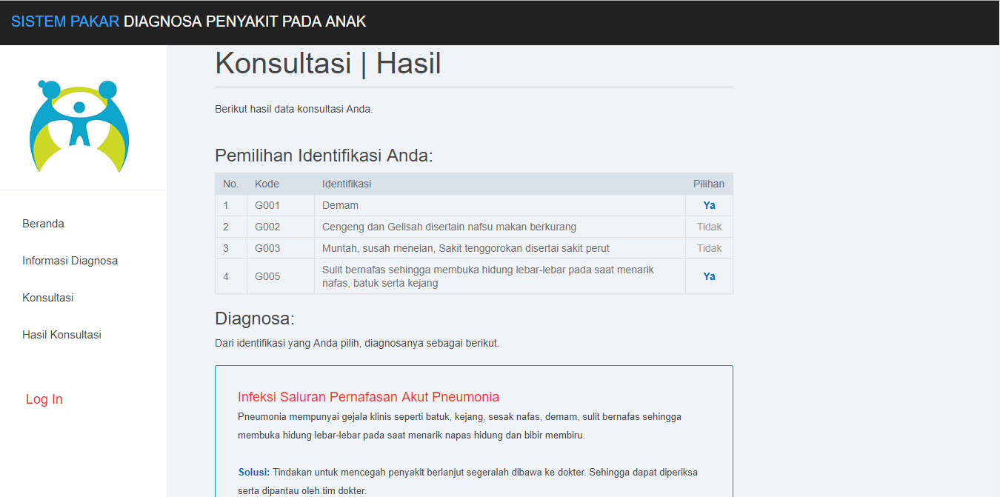 SISTEM PAKAR DIAGNOSA PENYAKIT PADA ANAK
Beranda
Informasi Diagnosa
Konsultasi
Hasil Konsultasi
Log In
Konsultasi | Hasil
Berikut hasil data konsultasi Anda.
Pemilihan Identifikasi Anda:
No. Kode Identifikasi Pilihan
1 G001 Demam Ya
2 G002 Cengeng dan Gelisah disertain nafsu makan berkurang Tidak
3 G003 Muntah, susah menelan, Sakit tenggorokan disertai sakit perut Tidak
4 G005 Sulit bernafas sehingga membuka hidung lebar-lebar pada saat menarik
nafas, batuk serta kejang Ya
Diagnosa:
Dari identifikasi yang Anda pilih, diagnosanya sebagai berikut.
Infeksi Saluran Pernafasan Akut Pneumonia
Pneumonia mempunyai gejala klinis seperti batuk, kejang, sesak nafas, demam, sulit bernafas sehingga
membuka hidung lebar-lebar pada saat menarik napas hidung dan bibir membiru.
Solusi: Tindakan untuk mencegah penyakit berlanjut segeralah dibawa ke dokter. Sehingga dapat diperiksa
serta dipantau oleh tim dokter.